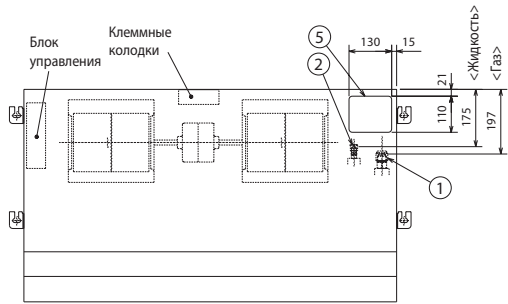 Блок
управления
Клеммные
колодки
5
2
130
15
21
110
175
<Жидкость>
197
<Газ>
1